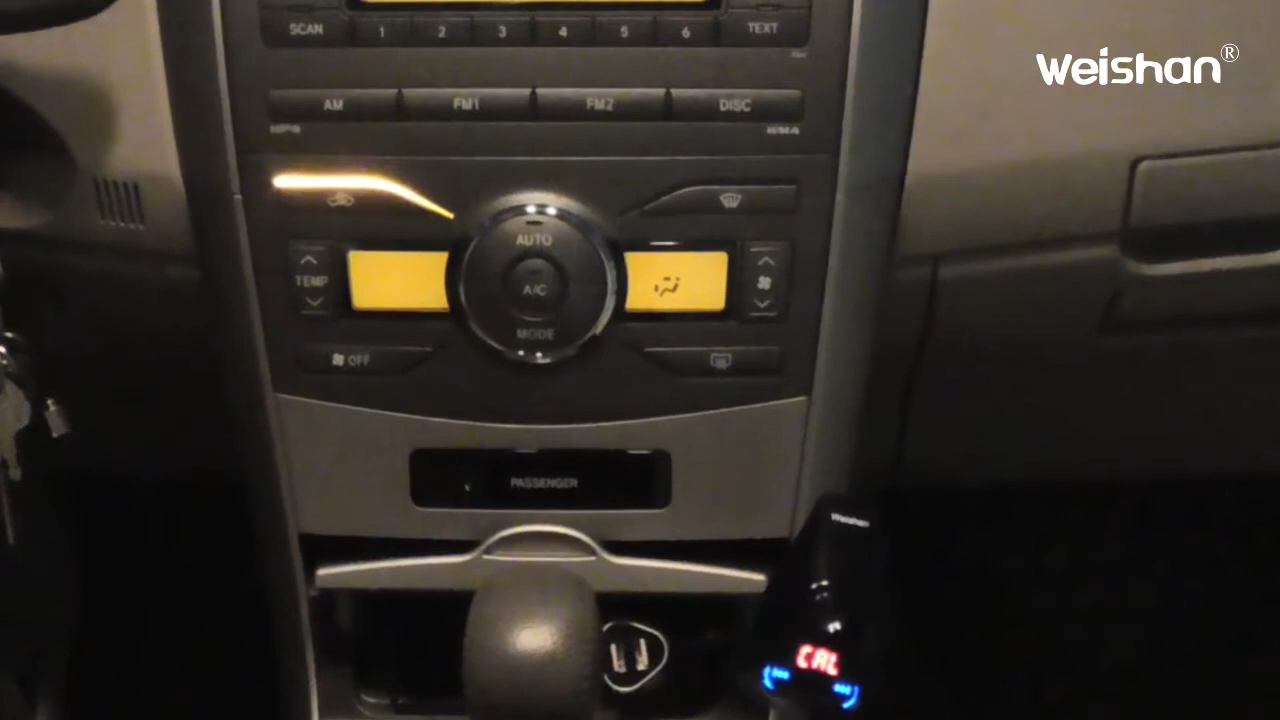 SCAN 1 2 3 4 5 6 TEXT
weishan®
AM FM1 FM2 DISC
WMA
AUTO
TEMP
A/C
MODE
OFF
PASSENGER
Weishan
CAL